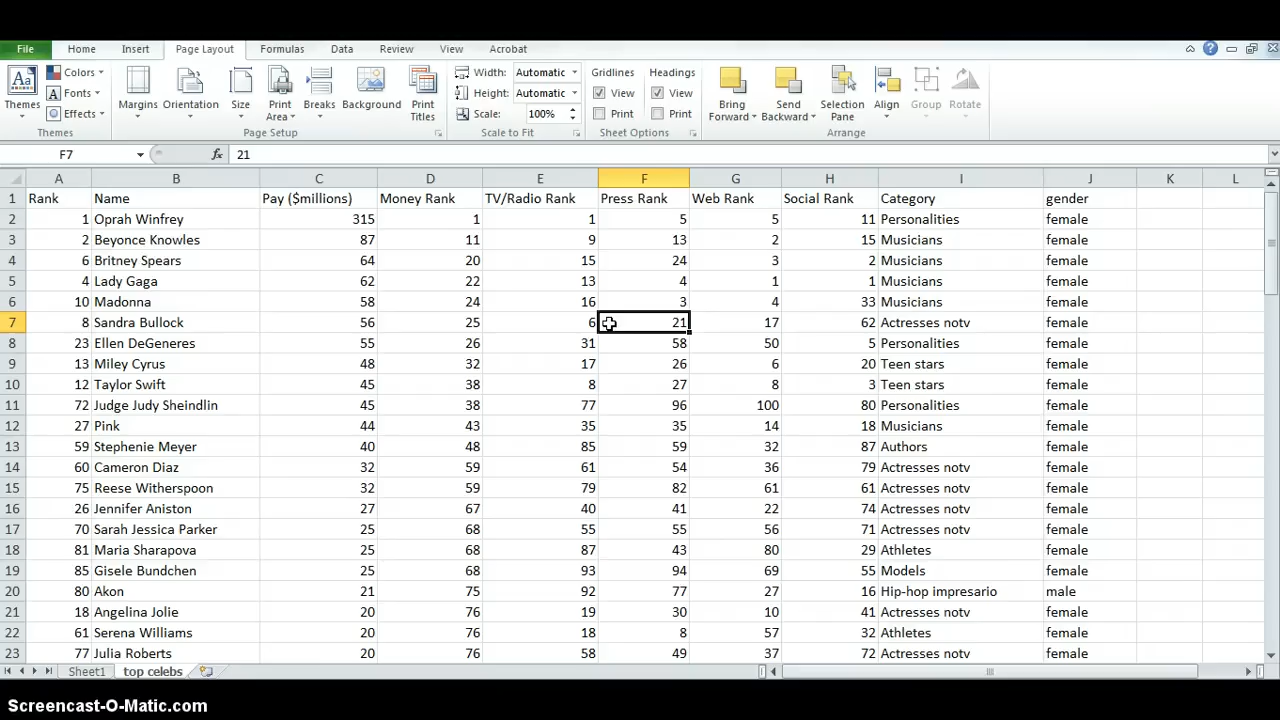 File Home Insert Page Layout Formulas Data Review View Acrobat
Themes Colors Fonts Effects Margins Orientation Size Print Area Breaks Background Print Titles Width: Automatic Height: Automatic Scale: 100% Gridlines View Print Headings View Print Bring Forward Send Backward Selection Pane Align Group Rotate
Themes Page Setup Scale to Fit Sheet Options Arrange
F7 fx 21
A B C D E F G H I J K L
1 Rank Name Pay ($millions) Money Rank TV/Radio Rank Press Rank Web Rank Social Rank Category gender
2 1 Oprah Winfrey 315 1 1 5 5 11 Personalities female
3 2 Beyonce Knowles 87 11 9 13 2 15 Musicians female
4 6 Britney Spears 64 20 15 24 3 2 Musicians female
5 4 Lady Gaga 62 22 13 4 1 1 Musicians female
6 10 Madonna 58 24 16 3 4 33 Musicians female
7 8 Sandra Bullock 56 25 6 21 17 62 Actresses notv female
8 23 Ellen DeGeneres 55 26 31 58 50 5 Personalities female
9 13 Miley Cyrus 48 32 17 26 6 20 Teen stars female
10 12 Taylor Swift 45 38 8 27 8 3 Teen stars female
11 72 Judge Judy Sheindlin 45 38 77 96 100 80 Personalities female
12 27 Pink 44 43 35 35 14 18 Musicians female
13 59 Stephenie Meyer 40 48 85 59 32 87 Authors female
14 60 Cameron Diaz 32 59 61 54 36 79 Actresses notv female
15 75 Reese Witherspoon 32 59 79 82 61 61 Actresses notv female
16 26 Jennifer Aniston 27 67 40 41 22 74 Actresses notv female
17 70 Sarah Jessica Parker 25 68 55 55 56 71 Actresses notv female
18 81 Maria Sharapova 25 68 87 43 80 29 Athletes female
19 85 Gisele Bundchen 25 68 93 94 69 55 Models female
20 80 Akon 21 75 92 77 27 16 Hip-hop impresario male
21 18 Angelina Jolie 20 76 19 30 10 41 Actresses notv female
22 61 Serena Williams 20 76 18 8 57 32 Athletes female
23 77 Julia Roberts 20 76 58 49 37 72 Actresses notv female
Sheet1 top celebs
Screencast-O-Matic.com